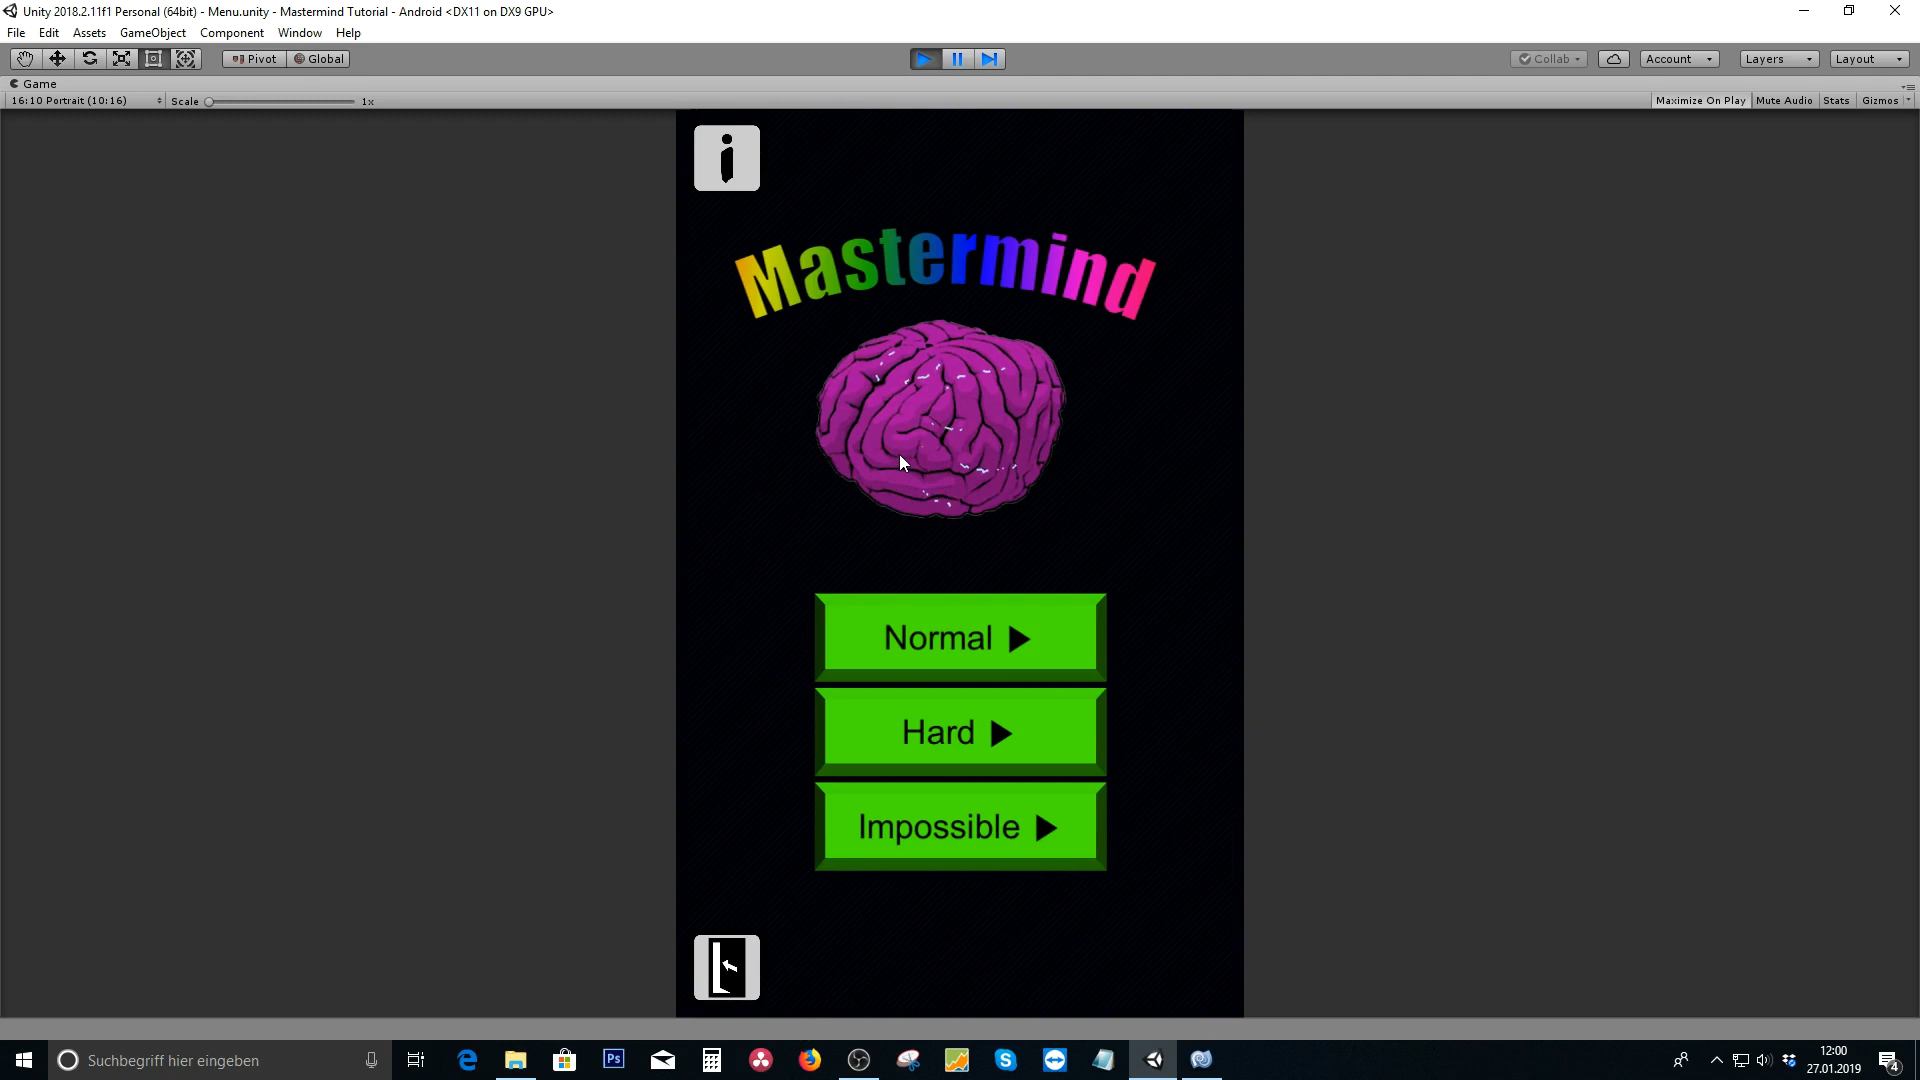 Unity 2018.2.11f1 Personal (64bit) - Menu.unity - Mastermind Tutorial - Android <DX11 on DX9 GPU>
File Edit Assets GameObject Component Window Help
Pivot Global Collab Account Layers Layout
Game
16:10 Portrait (10:16) Scale 1x Maximize On Play Mute Audio Stats Gizmos
i
Mastermind
Normal
Hard
Impossible
Suchbegriff hier eingeben
Ps
12:00
27.01.2019
4